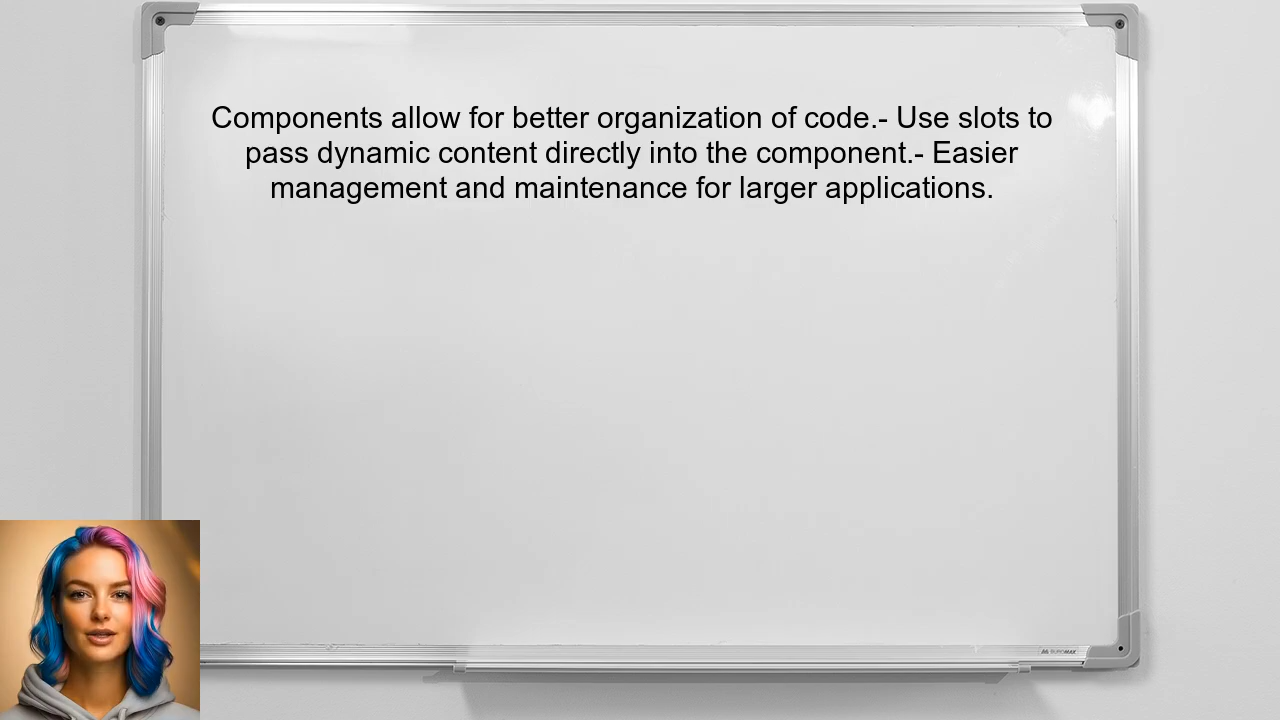 Components allow for better organization of code.- Use slots to
pass dynamic content directly into the component.- Easier
management and maintenance for larger applications.